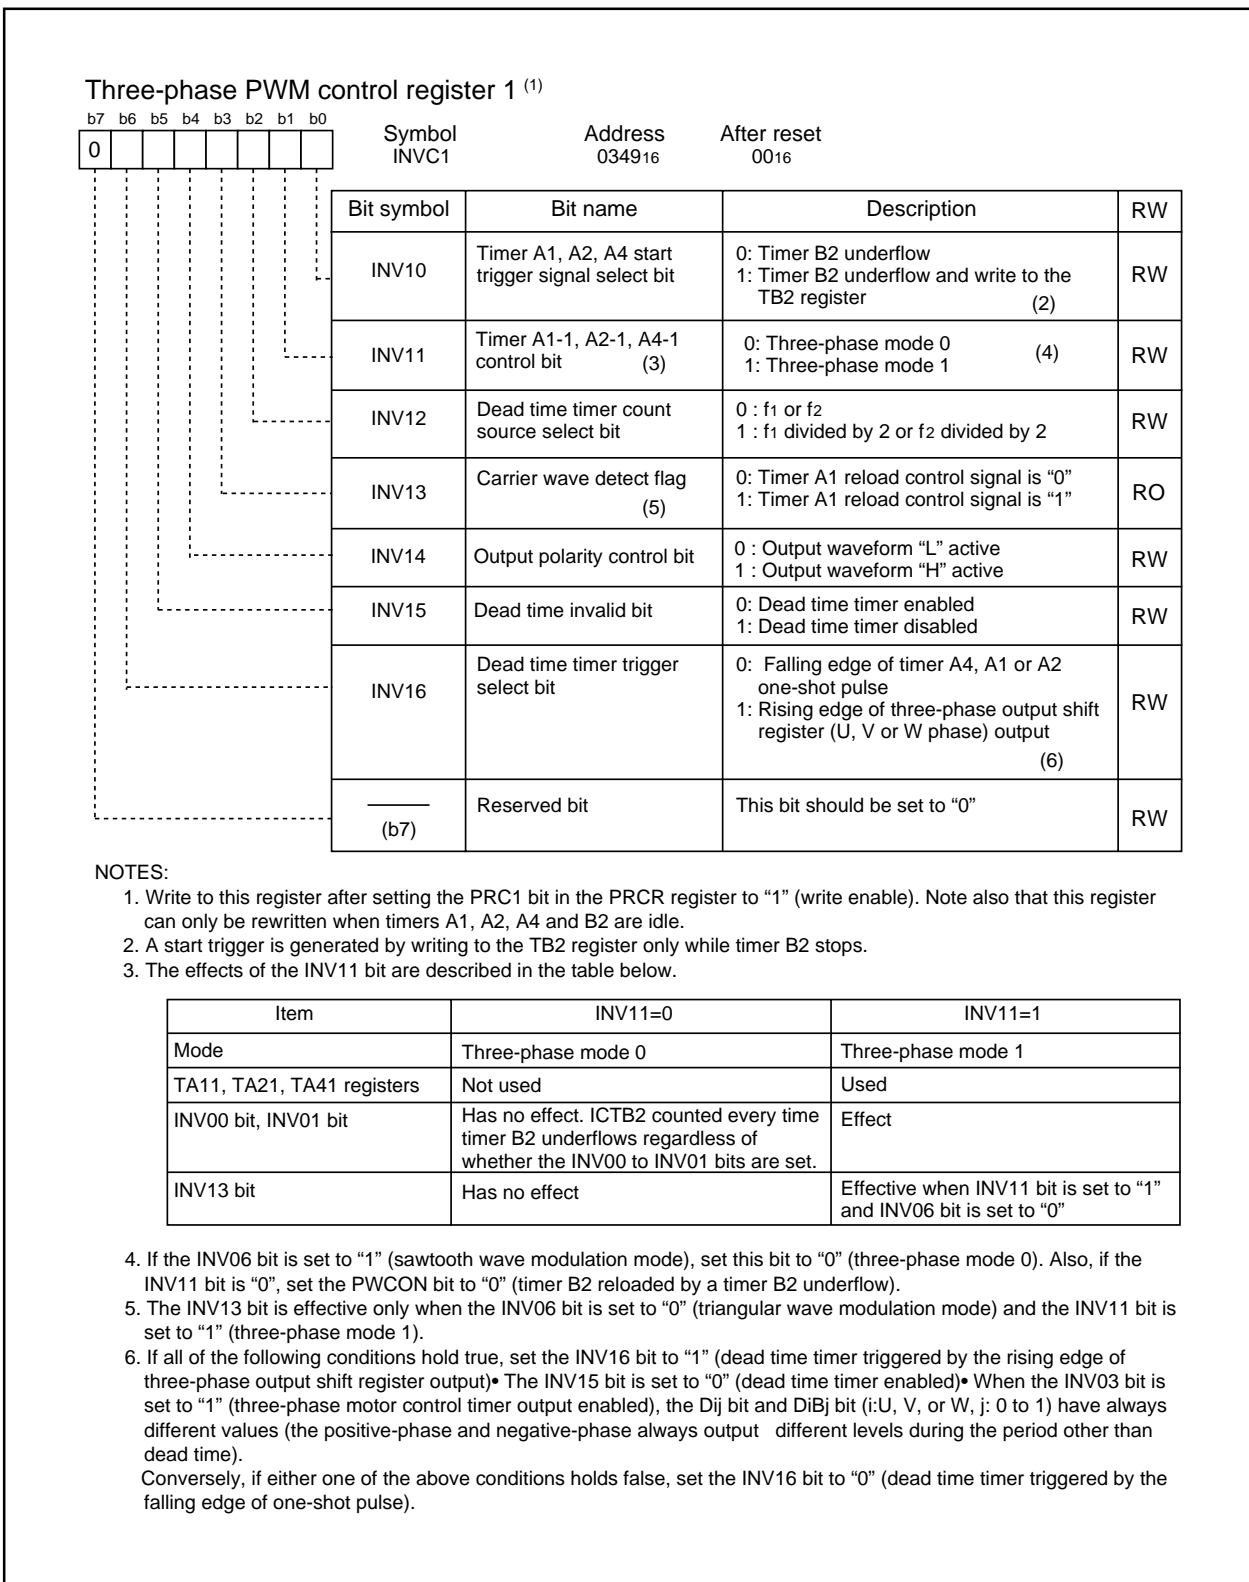 Three-phase PWM control register 1 (1)
b7 b6 b5 b4 b3 b2 b1 b0
0
Symbol Address After reset
INVC1 034916 0016
Bit symbol Bit name Description RW
INV10
Timer A1, A2, A4 start
trigger signal select bit
0: Timer B2 underflow
1: Timer B2 underflow and write to the
TB2 register (2)
RW
INV11
Timer A1-1, A2-1, A4-1
control bit (3)
0: Three-phase mode 0 (4)
1: Three-phase mode 1
RW
INV12
Dead time timer count
source select bit
0 : f1 or f2
1 : f1 divided by 2 or f2 divided by 2
RW
INV13
Carrier wave detect flag
(5)
0: Timer A1 reload control signal is “0”
1: Timer A1 reload control signal is “1”
RO
INV14
Output polarity control bit
0 : Output waveform “L” active
1 : Output waveform “H” active
RW
INV15
Dead time invalid bit
0: Dead time timer enabled
1: Dead time timer disabled
RW
INV16
Dead time timer trigger
select bit
0: Falling edge of timer A4, A1 or A2
one-shot pulse
1: Rising edge of three-phase output shift
register (U, V or W phase) output
(6)
RW
(b7)
Reserved bit
This bit should be set to “0”
RW
NOTES:
1. Write to this register after setting the PRC1 bit in the PRCR register to “1” (write enable). Note also that this register
can only be rewritten when timers A1, A2, A4 and B2 are idle.
2. A start trigger is generated by writing to the TB2 register only while timer B2 stops.
3. The effects of the INV11 bit are described in the table below.
Item INV11=0 INV11=1
Mode Three-phase mode 0 Three-phase mode 1
TA11, TA21, TA41 registers Not used Used
INV00 bit, INV01 bit
Has no effect. ICTB2 counted every time
timer B2 underflows regardless of
whether the INV00 to INV01 bits are set.
Effect
INV13 bit
Has no effect
Effective when INV11 bit is set to “1”
and INV06 bit is set to “0”
4. If the INV06 bit is set to “1” (sawtooth wave modulation mode), set this bit to “0” (three-phase mode 0). Also, if the
INV11 bit is “0”, set the PWCON bit to “0” (timer B2 reloaded by a timer B2 underflow).
5. The INV13 bit is effective only when the INV06 bit is set to “0” (triangular wave modulation mode) and the INV11 bit is
set to “1” (three-phase mode 1).
6. If all of the following conditions hold true, set the INV16 bit to “1” (dead time timer triggered by the rising edge of
three-phase output shift register output)• The INV15 bit is set to “0” (dead time timer enabled)• When the INV03 bit is
set to “1” (three-phase motor control timer output enabled), the Dij bit and DiBj bit (i:U, V, or W, j: 0 to 1) have always
different values (the positive-phase and negative-phase always output different levels during the period other than
dead time).
Conversely, if either one of the above conditions holds false, set the INV16 bit to “0” (dead time timer triggered by the
falling edge of one-shot pulse).